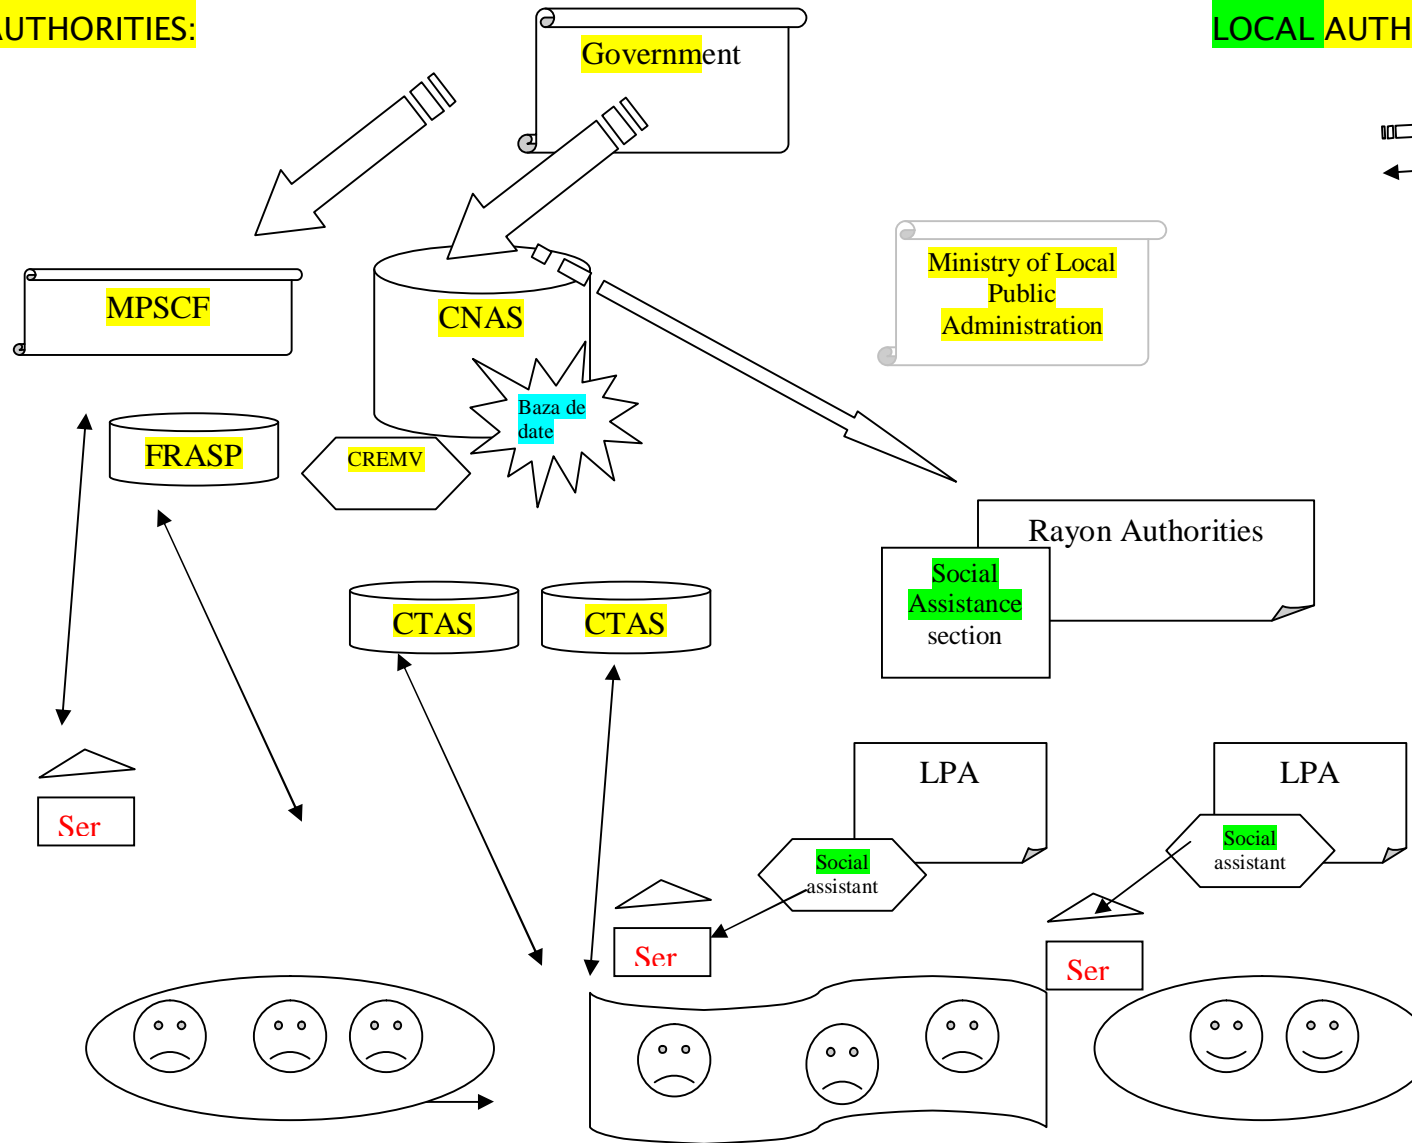 AUTHORITIES:
LOCAL AUTH
Government
Ministry of Local
Public
Administration
MPSCF
CNAS
Baza de
date
FRASP
CREMV
Rayon Authorities
Social
Assistance
section
CTAS
CTAS
LPA
LPA
Ser
Social
assistant
Social
assistant
Ser
Ser